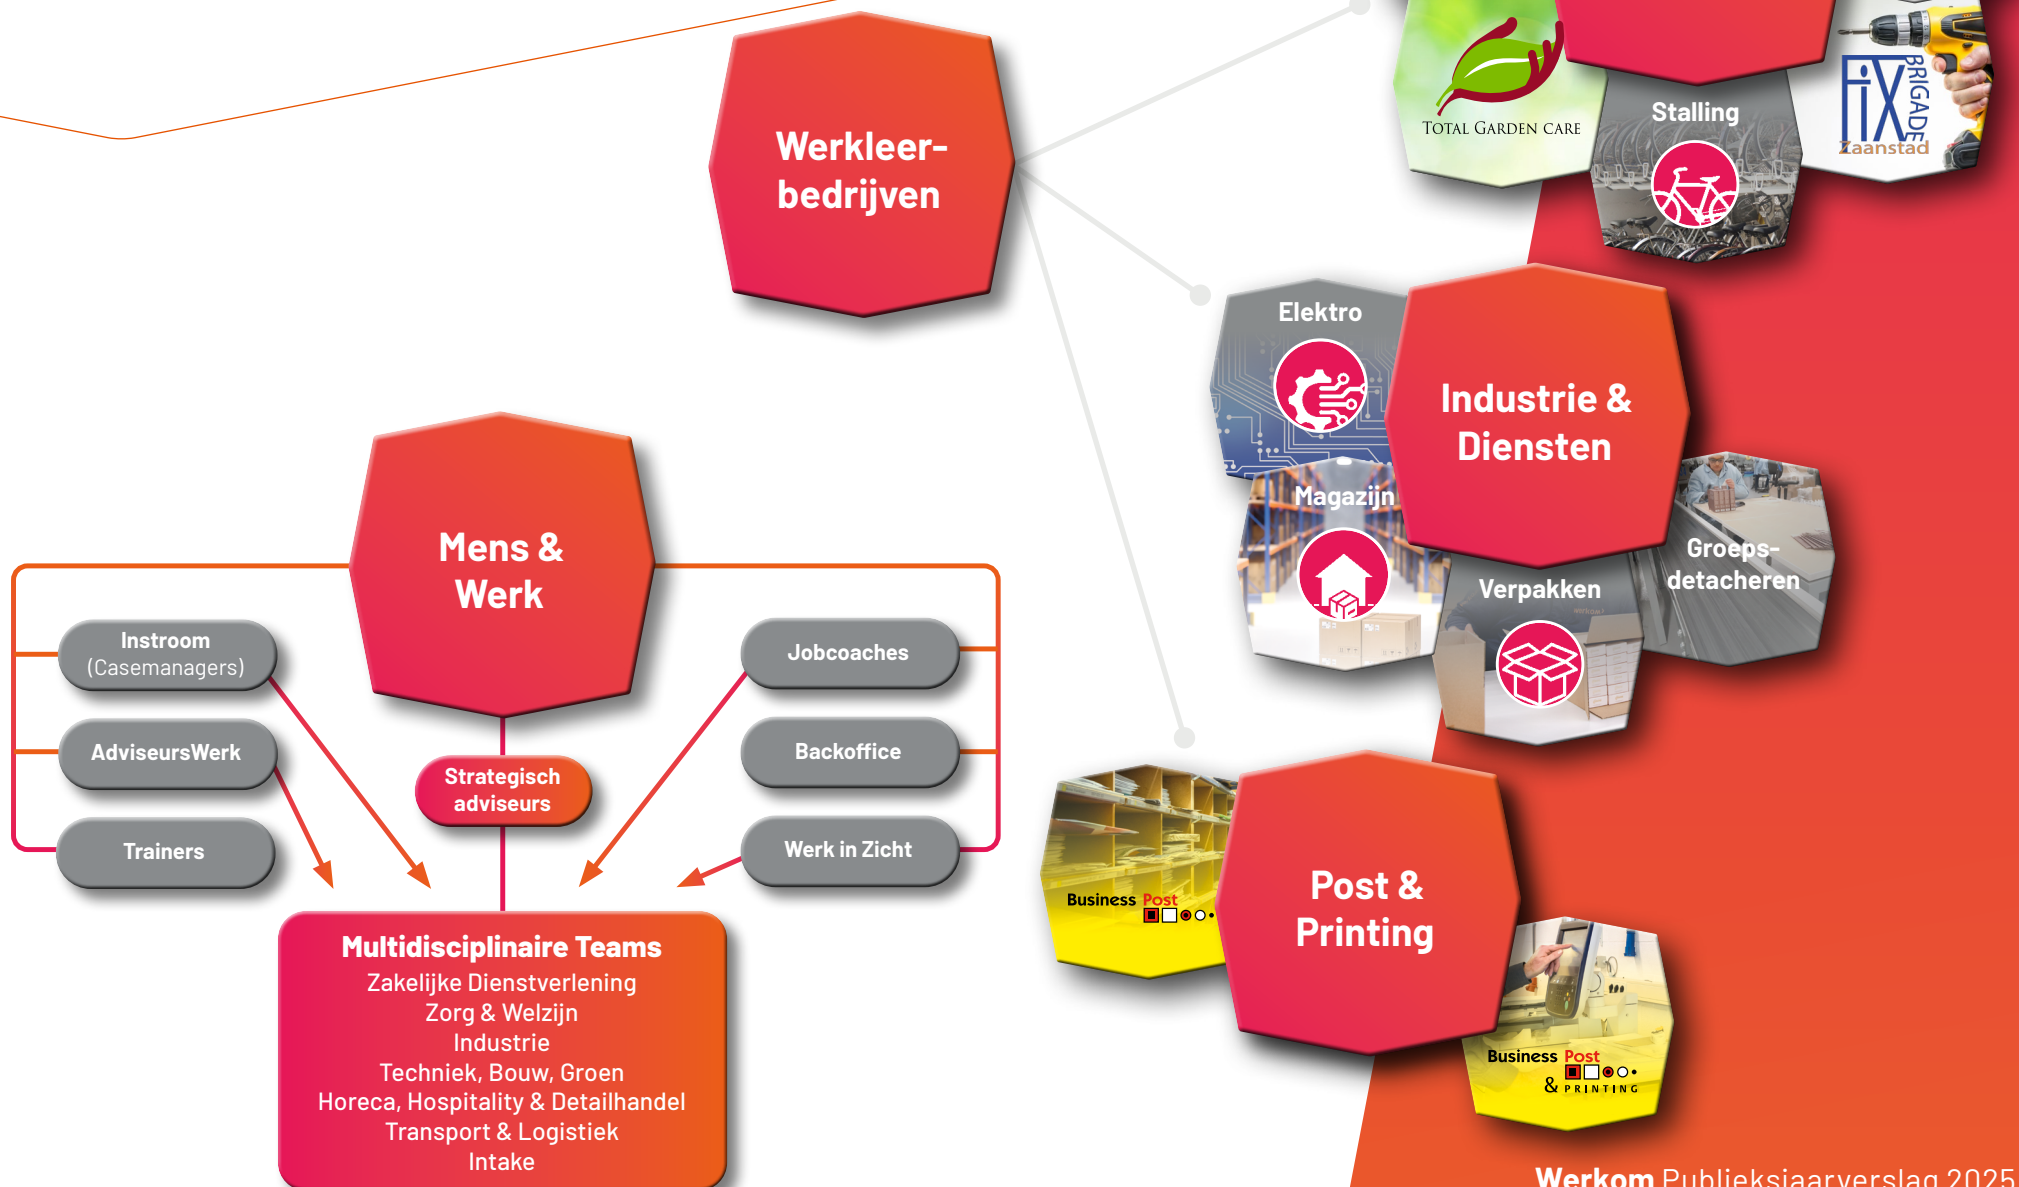 TOTAL GARDEN CARE
Stalling
FiX
BRIGADE
Zaanstad
Werkleer-
bedrijven
Elektro
Industrie &
Diensten
Magazijn
Groeps-
detacheren
Verpakken
Mens &
Werk
Instroom
(Casemanagers)
AdviseursWerk
Trainers
Strategisch
adviseurs
Jobcoaches
Backoffice
Werk in Zicht
Multidisciplinaire Teams
Zakelijke Dienstverlening
Zorg & Welzijn
Industrie
Techniek, Bouw, Groen
Horeca, Hospitality & Detailhandel
Transport & Logistiek
Intake
Business Post
Post &
Printing
Business Post
& PRINTING
Werkom Publieksjaarverslag 2025